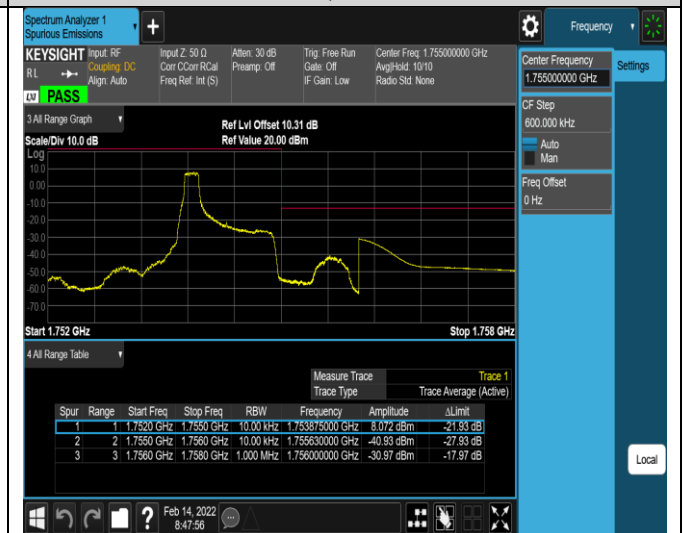 Spectrum Analyzer 1
Spurious Emissions
Frequency
KEYSIGHT
R L
LXI
PASS
Input: RF
Coupling: DC
Align: Auto
Input Z: 50 Ω
Corr CCorr RCal
Freq Ref: Int (S)
Atten: 30 dB
Preamp: Off
Trig: Free Run
Gate: Off
IF Gain: Low
Center Freq: 1.755000000 GHz
Avg|Hold: 10/10
Radio Std: None
Center Frequency
1.755000000 GHz
Settings
CF Step
600.000 kHz
Auto
Man
Freq Offset
0 Hz
3 All Range Graph
Scale/Div 10.0 dB
Ref Lvl Offset 10.31 dB
Ref Value 20.00 dBm
Log
10.0
0.00
-10.0
-20.0
-30.0
-40.0
-50.0
-60.0
-70.0
Start 1.752 GHz
Stop 1.758 GHz
4 All Range Table
Measure Trace Trace 1
Trace Type Trace Average (Active)
Spur Range Start Freq Stop Freq RBW Frequency Amplitude ΔLimit
1 1 1.7520 GHz 1.7550 GHz 10.00 kHz 1.753875000 GHz 8.072 dBm -21.93 dB
2 2 1.7550 GHz 1.7560 GHz 10.00 kHz 1.755630000 GHz -40.93 dBm -27.93 dB
3 3 1.7560 GHz 1.7580 GHz 1.000 MHz 1.756000000 GHz -30.97 dBm -17.97 dB
Local
Feb 14, 2022
8:47:56